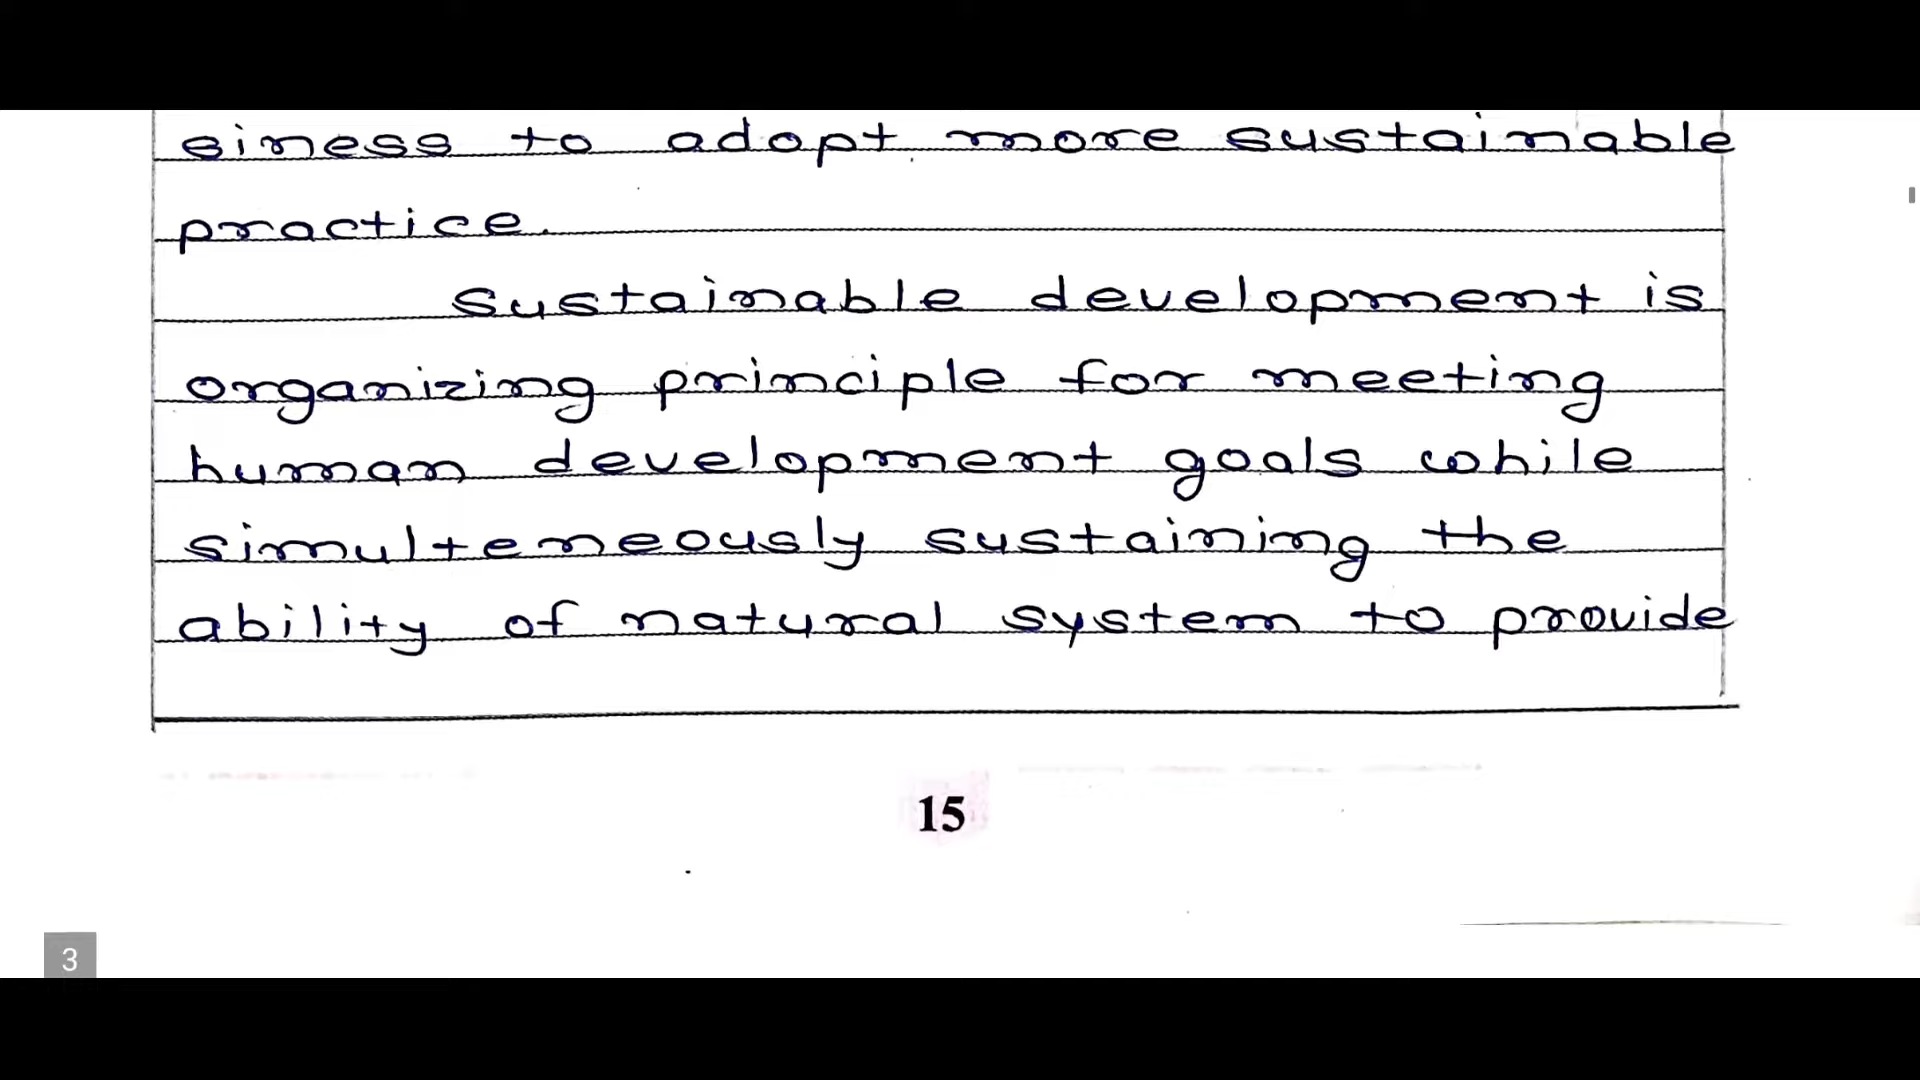 siness to adopt more sustainable
practice.
Sustainable development is
organizing principle for meeting
human development goals while
simulteneously sustaining the
ability of natural system to provide
15
3